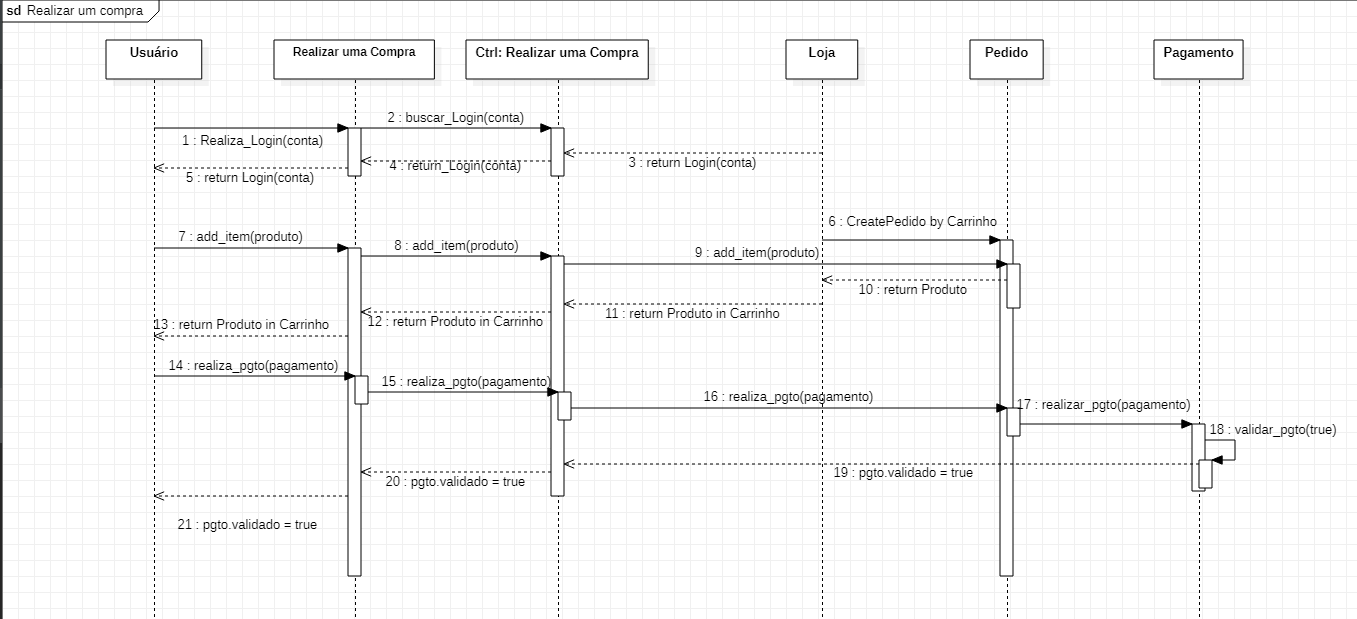 sd Realizar um compra
Usuário
Realizar uma Compra
Ctrl: Realizar uma Compra
Loja
Pedido
Pagamento
1 : Realiza_Login(conta)
2 : buscar_Login(conta)
3 : return Login(conta)
4 : return_Login(conta)
5 : return Login(conta)
6 : CreatePedido by Carrinho
7 : add_item(produto)
8 : add_item(produto)
9 : add_item(produto)
10 : return Produto
11 : return Produto in Carrinho
12 : return Produto in Carrinho
13 : return Produto in Carrinho
14 : realiza_pgto(pagamento)
15 : realiza_pgto(pagamento)
16 : realiza_pgto(pagamento)
17 : realizar_pgto(pagamento)
18 : validar_pgto(true)
19 : pgto.validado = true
20 : pgto.validado = true
21 : pgto.validado = true